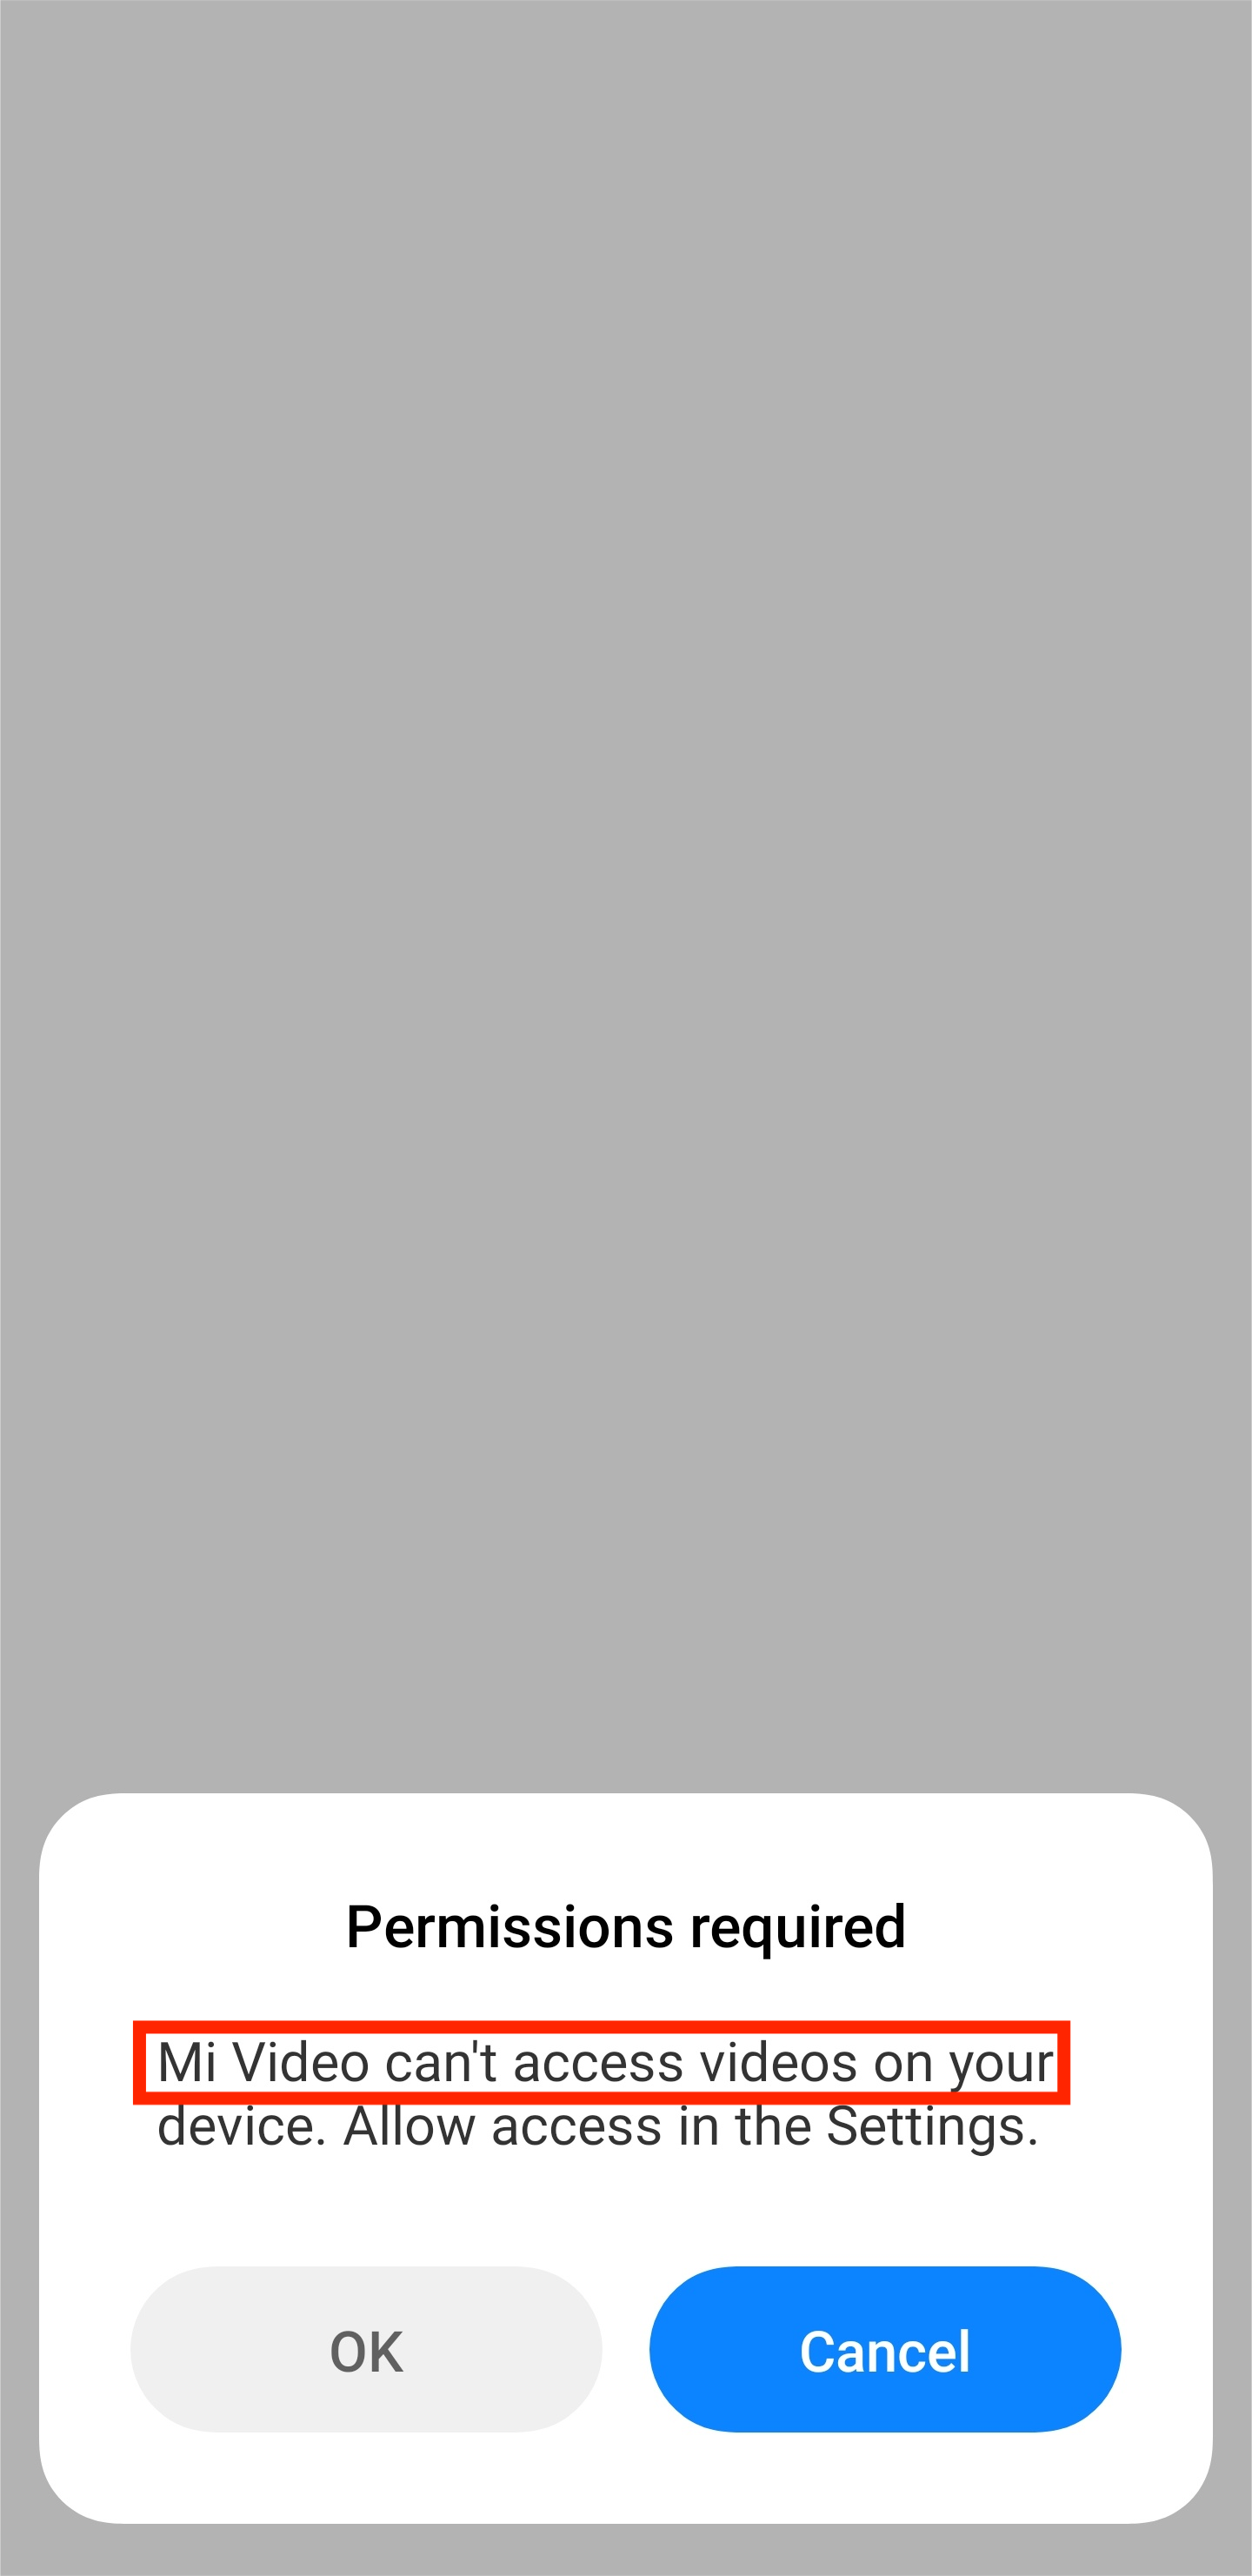 Permissions required
Mi Video can't access videos on your
device. Allow access in the Settings.
OK
Cancel